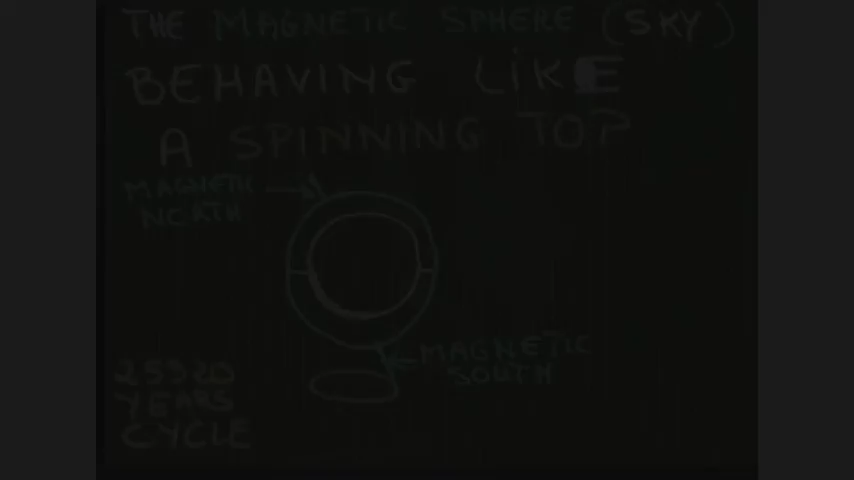 THE MAGNETIC SPHERE (SKY)
BEHAVING LIKE
A SPINNING TOP
MAGNETIC
NORTH
MAGNETIC
SOUTH
25920
YEARS
CYCLE